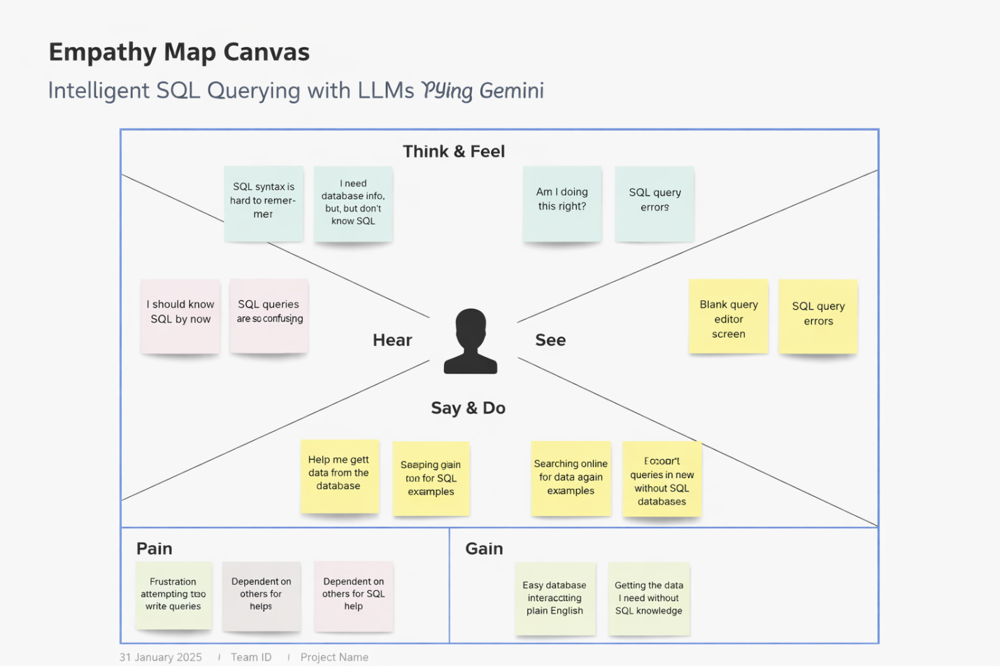 Empathy Map Canvas
Intelligent SQL Querying with LLMs Gemini
Think & Feel
SQL syntax is
hard to remer-
mer
I need
database info,
but, but don't
know SQL
Am I doing
this right?
SQL query
errors
I should know
SQL by now
SQL queries
are so confusing
Hear
See
Blank query
editor
screen
SQL query
errors
Say & Do
Help me gett
data from the
database
for SQL
examples
Searching online
for data again
examples
queries in new
without SQL
databases
Pain
Frustration
attempting
write queries
Dependent on
others for
helps
Dependent on
others for SQL
help
Gain
Easy database
plain English
Getting the data
I need without
SQL knowledge
31 January 2025 | Team ID | Project Name